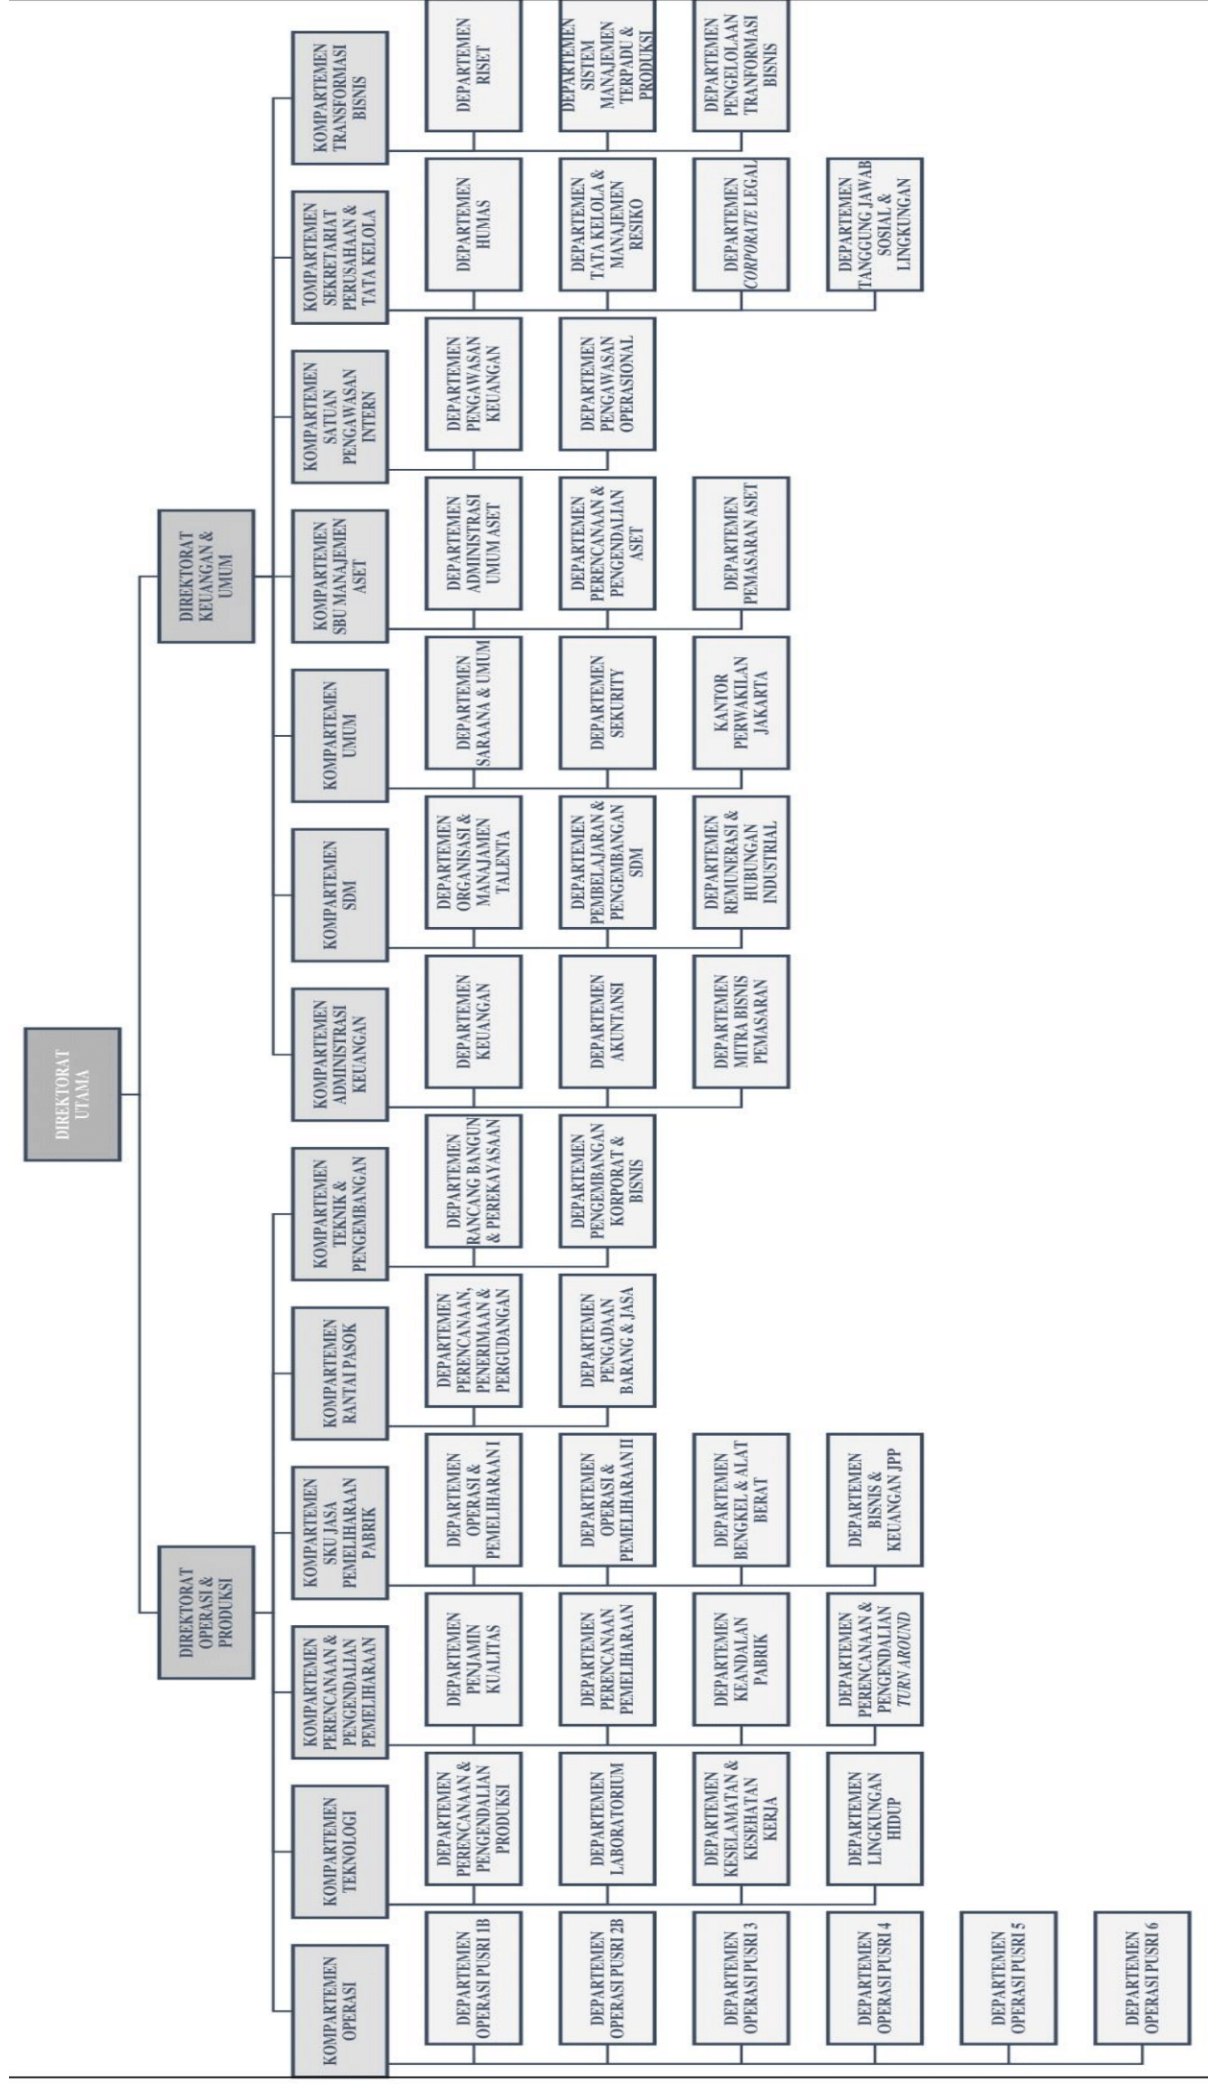 DIREKTORAT
UTAMA
DIREKTORAT
OPERASI &
PRODUKSI
DIREKTORAT
KEUANGAN &
UMUM
KOMPARTEMEN
OPERASI
DEPARTEMEN
OPERASI PUSRI 1B
DEPARTEMEN
OPERASI PUSRI 2B
DEPARTEMEN
OPERASI PUSRI 3
DEPARTEMEN
OPERASI PUSRI 4
DEPARTEMEN
OPERASI PUSRI 5
DEPARTEMEN
OPERASI PUSRI 6
KOMPARTEMEN
TEKNOLOGI
DEPARTEMEN
PERENCANAAN &
PENGENDALIAN
PRODUKSI
DEPARTEMEN
LABORATORIUM
DEPARTEMEN
KESELAMATAN &
KESEHATAN
KERJA
DEPARTEMEN
LINGKUNGAN
HIDUP
KOMPARTEMEN
PERENCANAAN &
PENGENDALIAN
PEMELIHARAAN
DEPARTEMEN
PENJAMIN
KUALITAS
DEPARTEMEN
PERENCANAAN
PEMELIHARAAN
DEPARTEMEN
KEANDALAN
PABRIK
DEPARTEMEN
PERENCANAAN &
PENGENDALIAN
TURN AROUND
KOMPARTEMEN
SKU JASA
PEMELIHARAAN
PABRIK
DEPARTEMEN
OPERASI &
PEMELIHARAAN I
DEPARTEMEN
OPERASI &
PEMELIHARAAN II
DEPARTEMEN
BENGKEL & ALAT
BERAT
DEPARTEMEN
BISNIS &
KEUANGAN JPP
KOMPARTEMEN
RANTAI PASOK
DEPARTEMEN
PERENCANAAN,
PENERIMAAN &
PERGUDANGAN
DEPARTEMEN
PENGADAAN
BARANG & JASA
KOMPARTEMEN
TEKNIK &
PENGEMBANGAN
DEPARTEMEN
RANCANG BANGUN
& PEREKAYASAAN
DEPARTEMEN
PENGEMBANGAN
KORPORAT &
BISNIS
KOMPARTEMEN
ADMINISTRASI
KEUANGAN
DEPARTEMEN
KEUANGAN
DEPARTEMEN
AKUNTANSI
DEPARTEMEN
MITRA BISNIS
PEMASARAN
KOMPARTEMEN
SDM
DEPARTEMEN
ORGANISASI &
MANAJAMEN
TALENTA
DEPARTEMEN
PEMBELAJARAN &
PENGEMBANGAN
SDM
DEPARTEMEN
REMUNERASI &
HUBUNGAN
INDUSTRIAL
KOMPARTEMEN
UMUM
DEPARTEMEN
SARAANA & UMUM
DEPARTEMEN
SEKURITY
KANTOR
PERWAKILAN
JAKARTA
KOMPARTEMEN
SBU MANAJEMEN
ASET
DEPARTEMEN
ADMINISTRASI
UMUM ASET
DEPARTEMEN
PERENCANAAN &
PENGENDALIAN
ASET
DEPARTEMEN
PEMASARAN ASET
KOMPARTEMEN
SATUAN
PENGAWASAN
INTERN
DEPARTEMEN
PENGAWASAN
KEUANGAN
DEPARTEMEN
PENGAWASAN
OPERASIONAL
KOMPARTEMEN
SEKRETARIAT
PERUSAHAAN &
TATA KELOLA
DEPARTEMEN
HUMAS
DEPARTEMEN
TATA KELOLA &
MANAJEMEN
RESIKO
DEPARTEMEN
CORPORATE LEGAL
DEPARTEMEN
TANGGUNG JAWAB
SOSIAL &
LINGKUNGAN
KOMPARTEMEN
TRANSFORMASI
BISNIS
DEPARTEMEN
RISET
DEPARTEMEN
SISTEM
MANAJEMEN
TERPADU &
PRODUKSI
DEPARTEMEN
PENGELOLAAN
TRANFORMASI
BISNIS